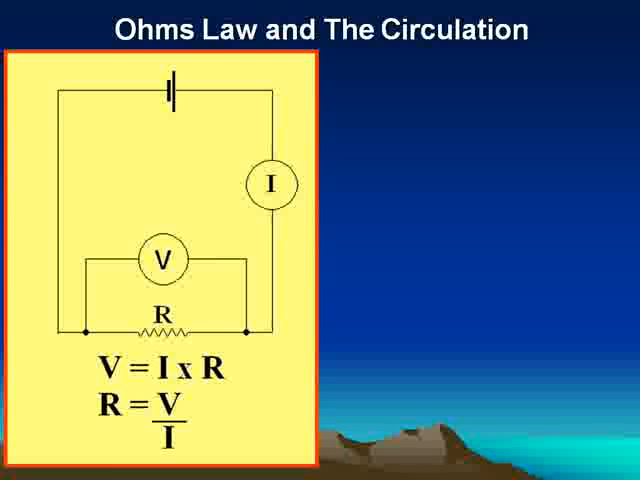 Ohms Law and The Circulation
I
V
R
V = I x R
R = V
I